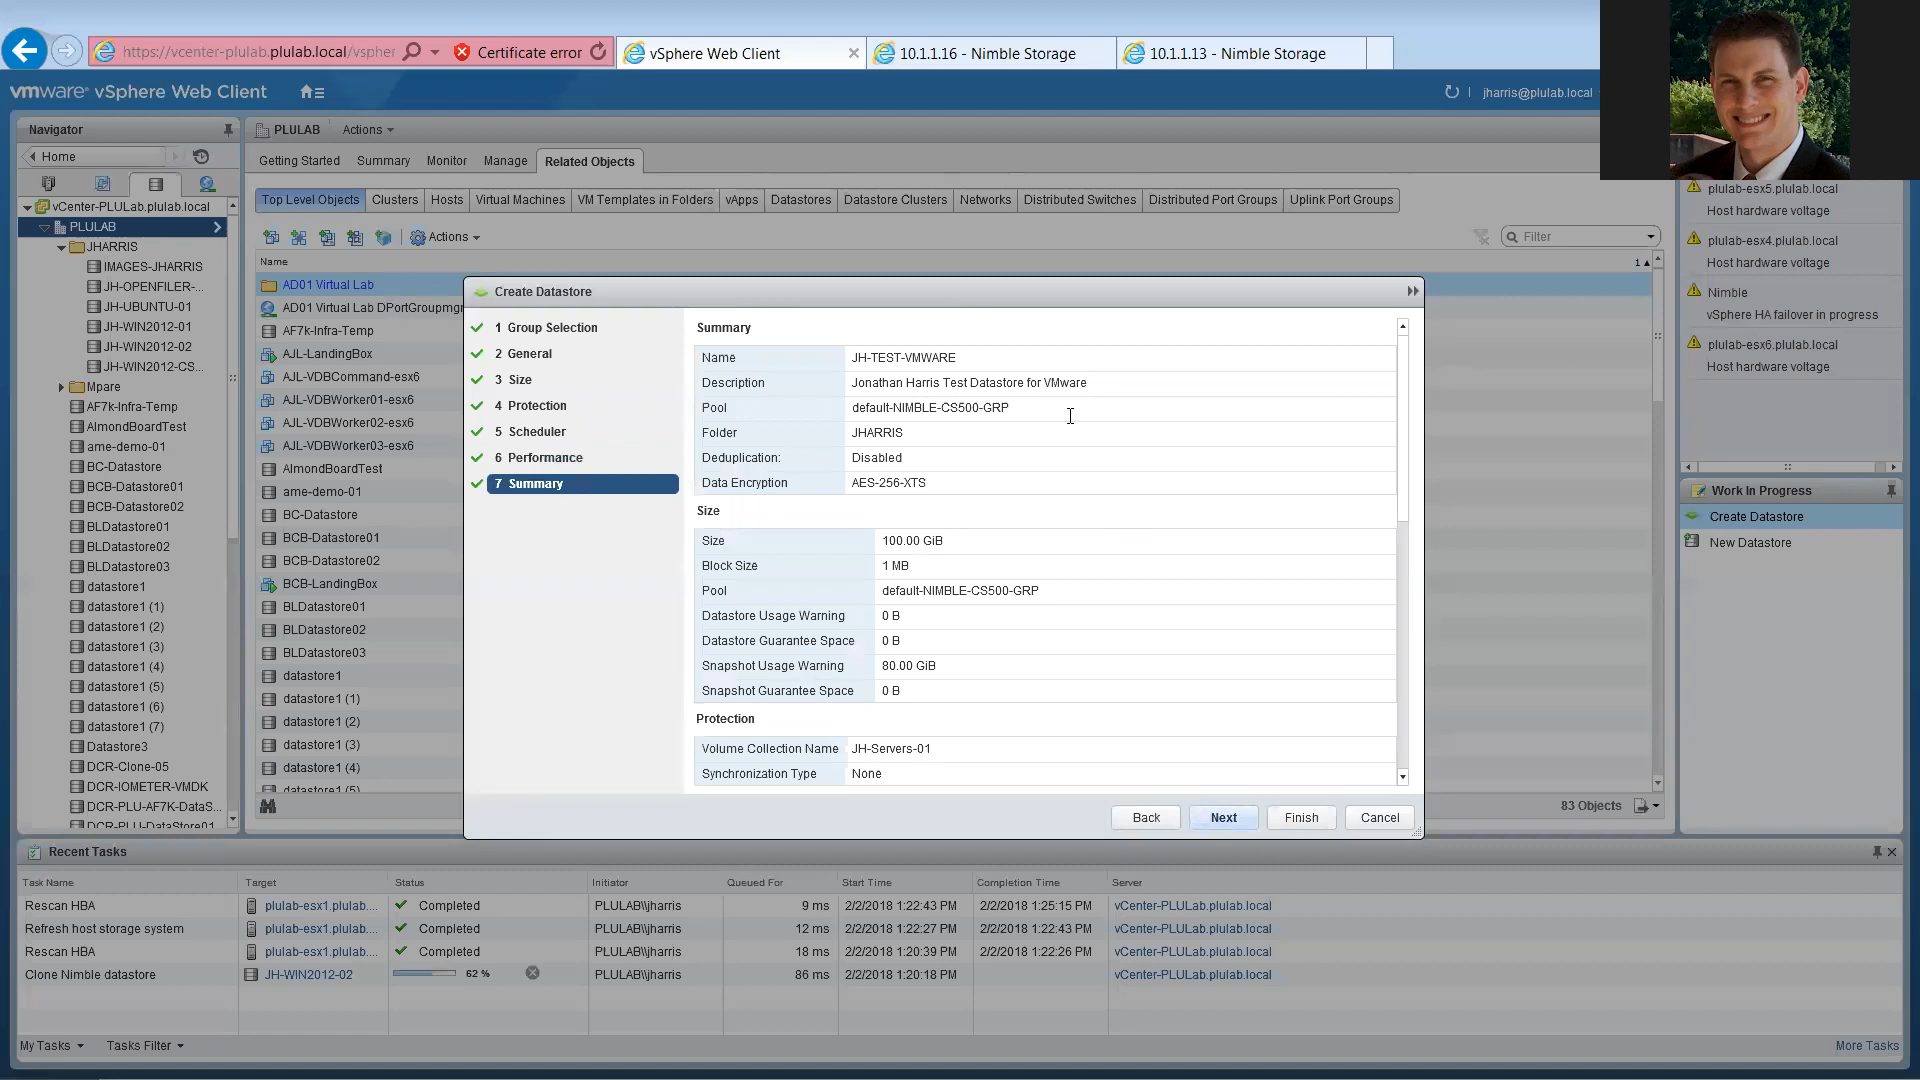 https://vcenter-plulab.plulab.local/vspher
Certificate error
vSphere Web Client
10.1.1.16 - Nimble Storage
10.1.1.13 - Nimble Storage
vmware® vSphere Web Client
jharris@plulab.local
Navigator
Home
vCenter-PLULab.plulab.local
PLULAB
JHARRIS
IMAGES-JHARRIS
JH-OPENFILER-...
JH-UBUNTU-01
JH-WIN2012-01
JH-WIN2012-02
JH-WIN2012-CS...
Mpare
AF7k-Infra-Temp
AlmondBoardTest
ame-demo-01
BC-Datastore
BCB-Datastore01
BCB-Datastore02
BLDatastore01
BLDatastore02
BLDatastore03
datastore1
datastore1 (1)
datastore1 (2)
datastore1 (3)
datastore1 (4)
datastore1 (5)
datastore1 (6)
datastore1 (7)
Datastore3
DCR-Clone-05
DCR-IOMETER-VMDK
DCR-PLU-AF7K-DataS...
DCR-PLU-DataStore01
PLULAB Actions
Getting Started Summary Monitor Manage Related Objects
Top Level Objects Clusters Hosts Virtual Machines VM Templates in Folders vApps Datastores Datastore Clusters Networks Distributed Switches Distributed Port Groups Uplink Port Groups
Actions
Filter
Name
1
AD01 Virtual Lab
AD01 Virtual Lab DPortGroupmgr
AF7k-Infra-Temp
AJL-LandingBox
AJL-VDBCommand-esx6
AJL-VDBWorker01-esx6
AJL-VDBWorker02-esx6
AJL-VDBWorker03-esx6
AlmondBoardTest
ame-demo-01
BC-Datastore
BCB-Datastore01
BCB-Datastore02
BCB-LandingBox
BLDatastore01
BLDatastore02
BLDatastore03
datastore1
datastore1 (1)
datastore1 (2)
datastore1 (3)
datastore1 (4)
datastore1 (5)
83 Objects
Create Datastore
1 Group Selection
2 General
3 Size
4 Protection
5 Scheduler
6 Performance
7 Summary
Summary
Name JH-TEST-VMWARE
Description Jonathan Harris Test Datastore for VMware
Pool default-NIMBLE-CS500-GRP
Folder JHARRIS
Deduplication: Disabled
Data Encryption AES-256-XTS
Size
Size 100.00 GiB
Block Size 1 MB
Pool default-NIMBLE-CS500-GRP
Datastore Usage Warning 0 B
Datastore Guarantee Space 0 B
Snapshot Usage Warning 80.00 GiB
Snapshot Guarantee Space 0 B
Protection
Volume Collection Name JH-Servers-01
Synchronization Type None
Back Next Finish Cancel
plulab-esx5.plulab.local
Host hardware voltage
plulab-esx4.plulab.local
Host hardware voltage
Nimble
vSphere HA failover in progress
plulab-esx6.plulab.local
Host hardware voltage
Work In Progress
Create Datastore
New Datastore
Recent Tasks
Task Name Target Status Initiator Queued For Start Time Completion Time Server
Rescan HBA plulab-esx1.plulab.... Completed PLULAB\\jharris 9 ms 2/2/2018 1:22:43 PM 2/2/2018 1:25:15 PM vCenter-PLULab.plulab.local
Refresh host storage system plulab-esx1.plulab.... Completed PLULAB\\jharris 12 ms 2/2/2018 1:22:27 PM 2/2/2018 1:22:43 PM vCenter-PLULab.plulab.local
Rescan HBA plulab-esx1.plulab.... Completed PLULAB\\jharris 18 ms 2/2/2018 1:20:39 PM 2/2/2018 1:22:26 PM vCenter-PLULab.plulab.local
Clone Nimble datastore JH-WIN2012-02 62 % PLULAB\\jharris 86 ms 2/2/2018 1:20:18 PM vCenter-PLULab.plulab.local
My Tasks Tasks Filter More Tasks